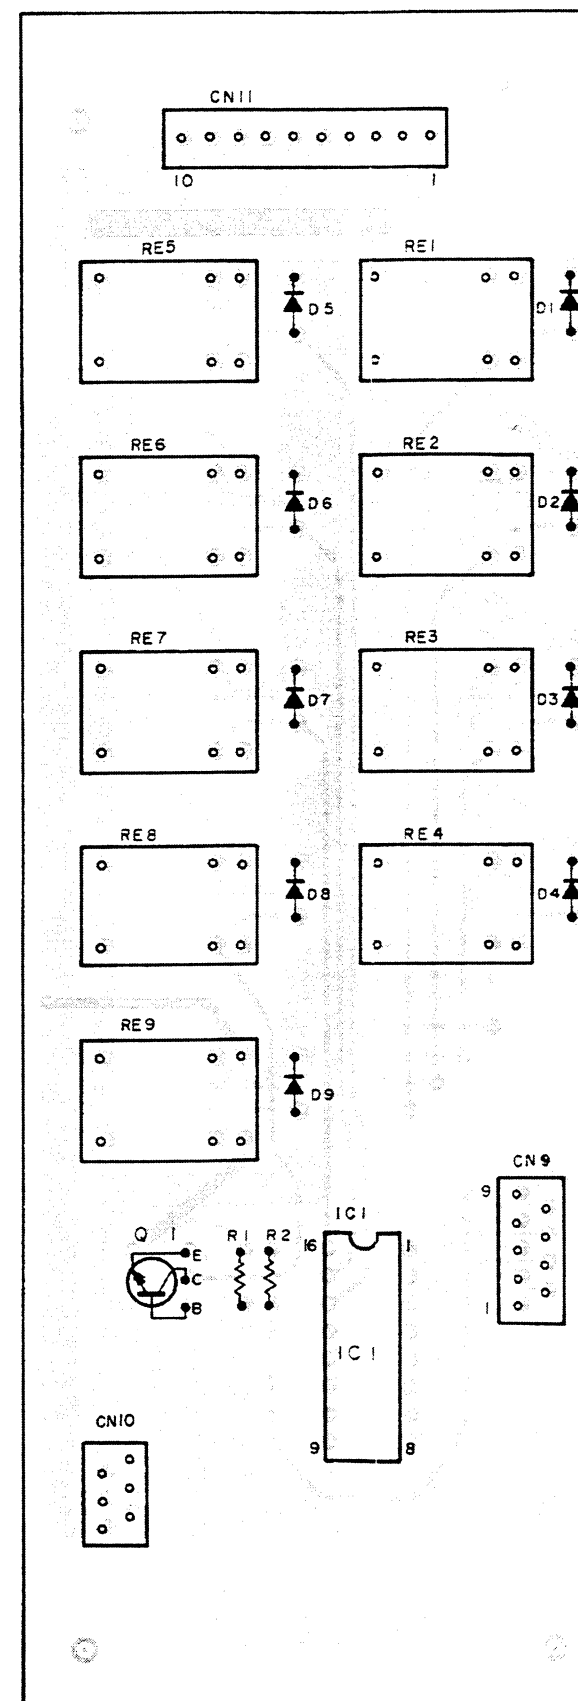 CN11
10 1
RE5 RE1
D5 D1
RE6 RE2
D6 D2
RE7 RE3
D7 D3
RE8 RE4
D8 D4
RE9
D9
CN9
9
1
Q 1
E
C
B
R1 R2
IC1
16 1
IC1
9 8
CN10